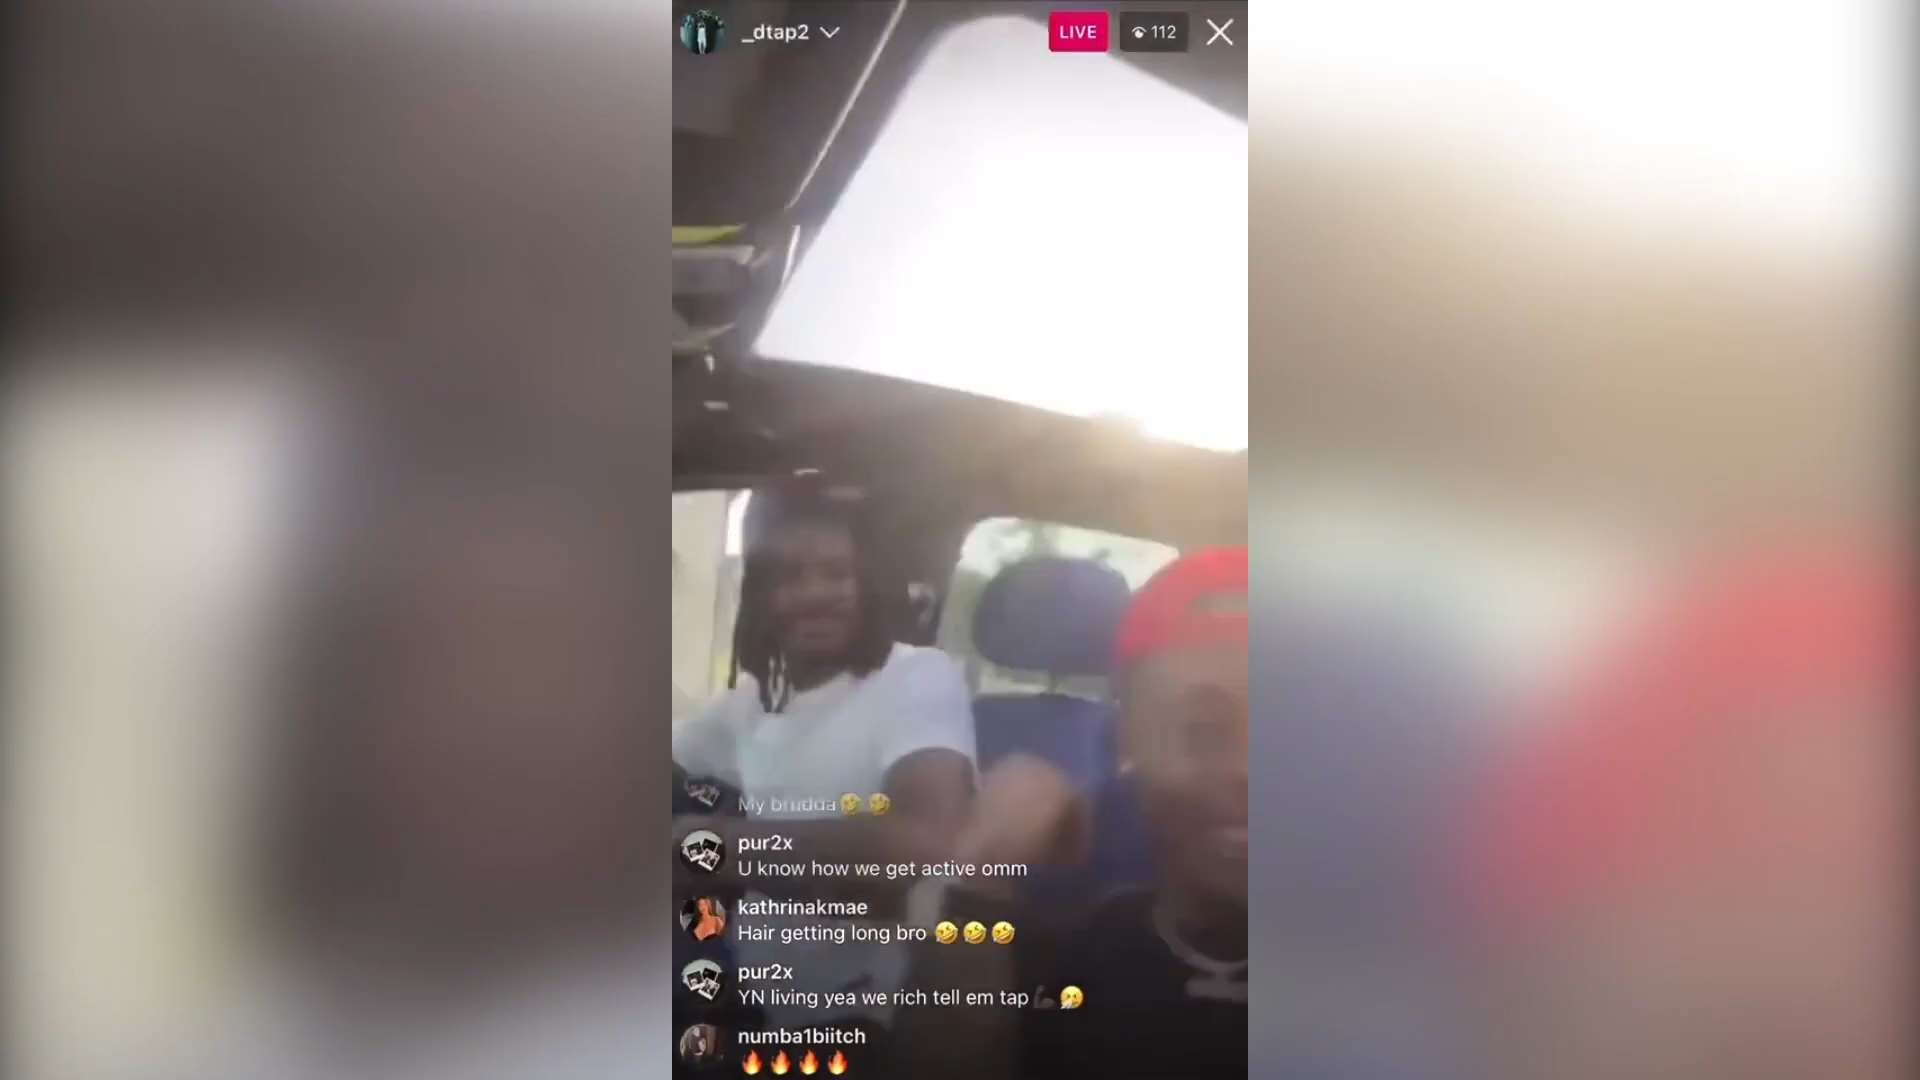 _dtap2
LIVE
112
My brudda🤣🤣
pur2x
U know how we get active omm
kathrinakmae
Hair getting long bro 🤣🤣🤣
pur2x
YN living yea we rich tell em tap💪🏿🤧
numba1biitch
🔥🔥🔥🔥